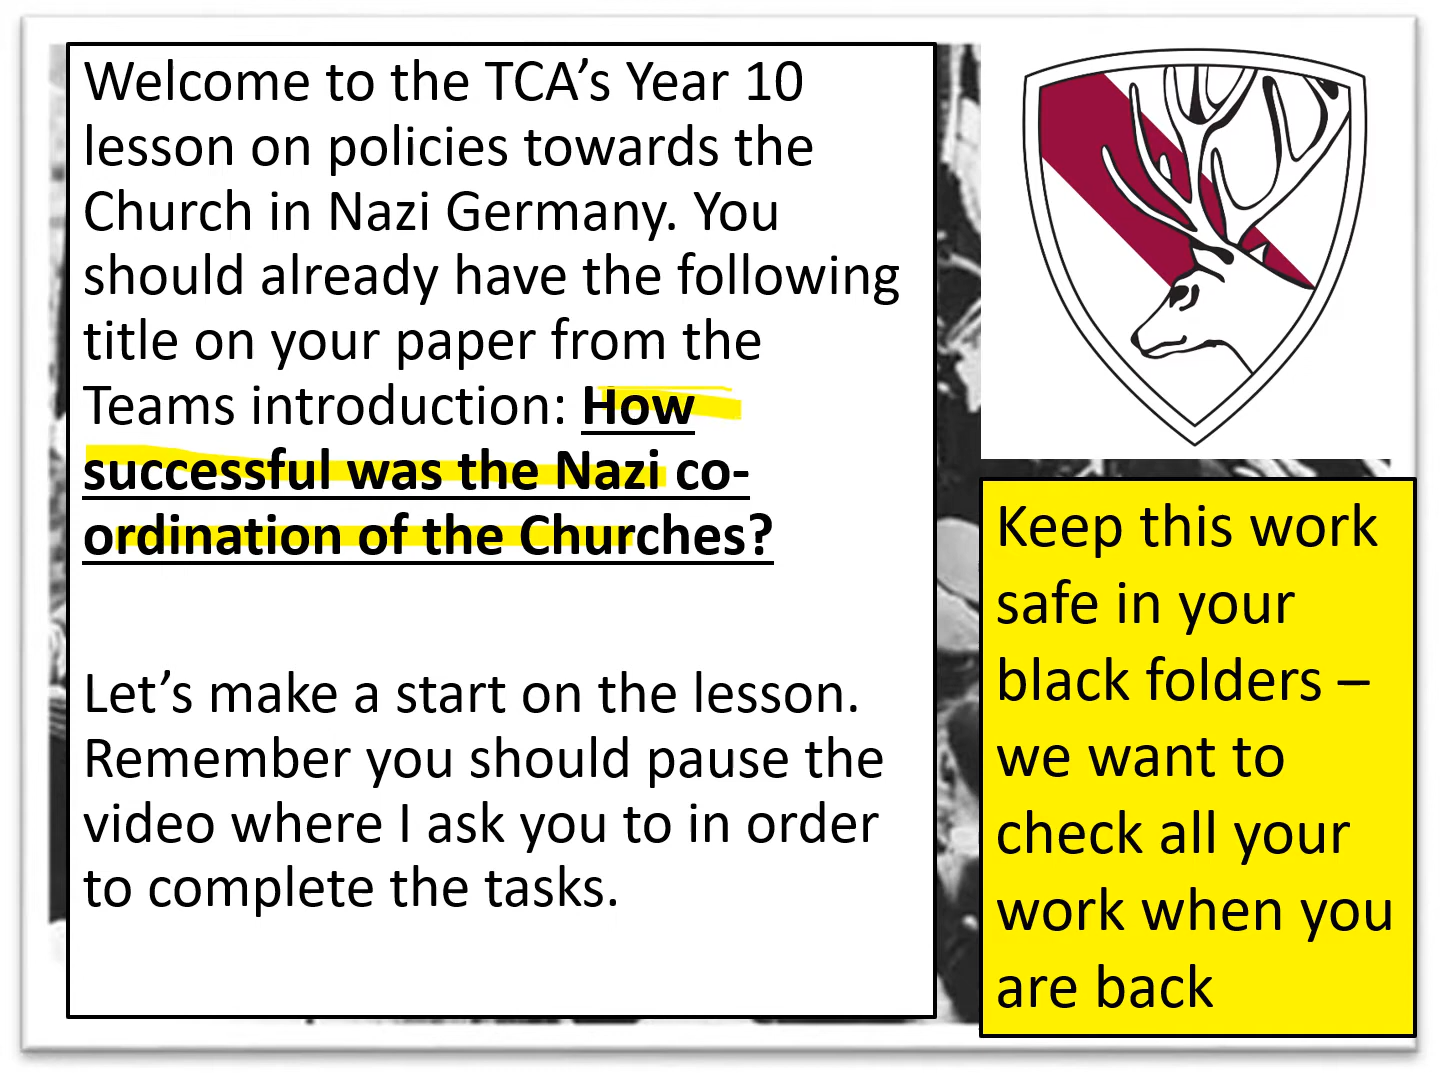 Welcome to the TCA’s Year 10
lesson on policies towards the
Church in Nazi Germany. You
should already have the following
title on your paper from the
Teams introduction: How
successful was the Nazi co-
ordination of the Churches?
Let’s make a start on the lesson.
Remember you should pause the
video where I ask you to in order
to complete the tasks.
Keep this work
safe in your
black folders –
we want to
check all your
work when you
are back